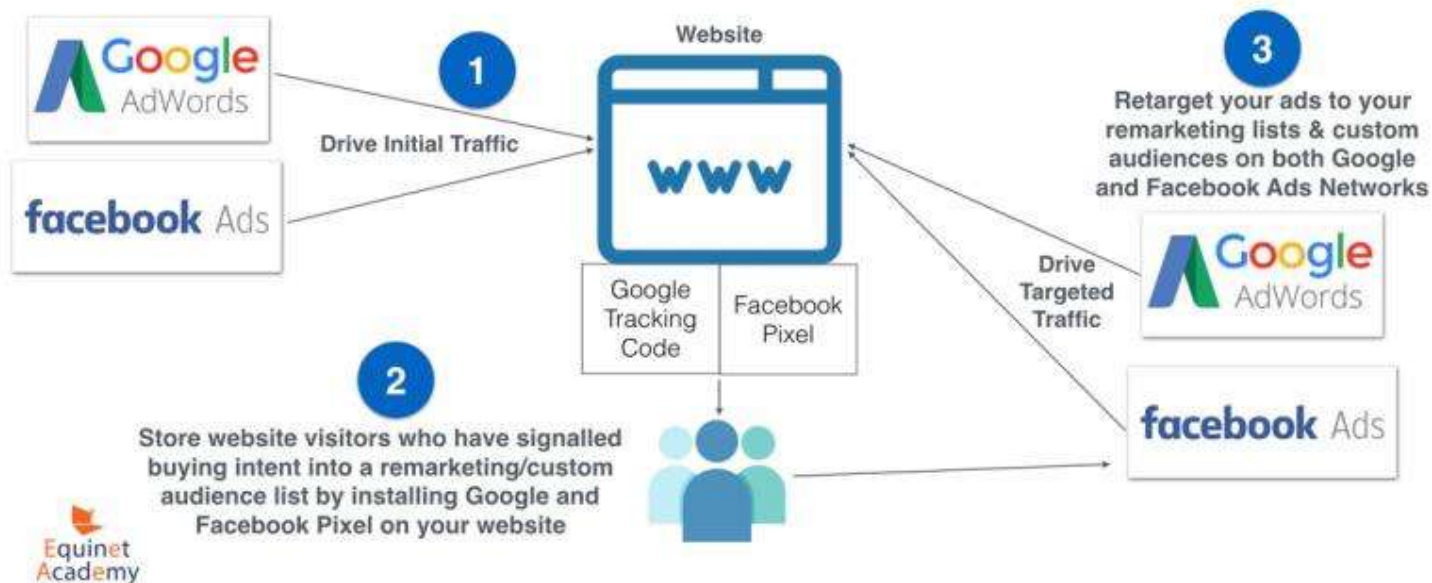 Google
AdWords
facebook Ads
1
Drive Initial Traffic
Website
www
Google
Tracking
Code
Facebook
Pixel
2
Store website visitors who have signalled
buying intent into a remarketing/custom
audience list by installing Google and
Facebook Pixel on your website
3
Retarget your ads to your
remarketing lists & custom
audiences on both Google
and Facebook Ads Networks
Drive
Targeted
Traffic
Google
AdWords
facebook Ads
Equinet
Academy